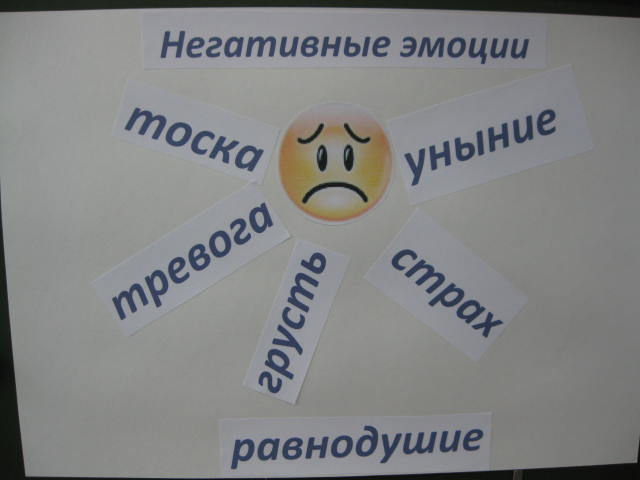 Негативные эмоции
тоска
уныние
тревога
страх
грусть
равнодушие